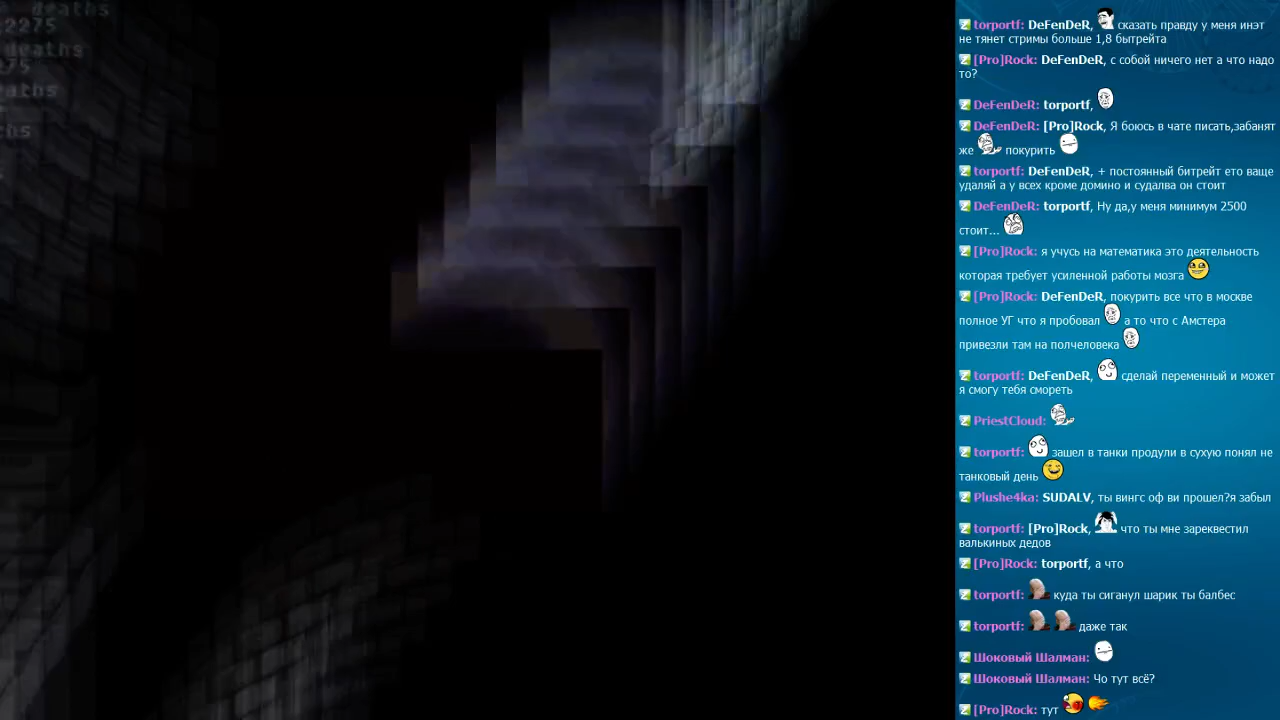 deaths
2275
deaths
75
aths
hs
torportf: DeFenDeR, сказать правду у меня инэт
не тянет стримы больше 1,8 бытрейта
[Pro]Rock: DeFenDeR, с собой ничего нет а что надо
то?
DeFenDeR: torportf,
DeFenDeR: [Pro]Rock, Я боюсь в чате писать,забанят
же покурить
torportf: DeFenDeR, + постоянный битрейт ето ваще
удаляй а у всех кроме домино и судалва он стоит
DeFenDeR: torportf, Ну да,у меня минимум 2500
стоит...
[Pro]Rock: я учусь на математика это деятельность
которая требует усиленной работы мозга
[Pro]Rock: DeFenDeR, покурить все что в москве
полное УГ что я пробовал а то что с Амстера
привезли там на полчеловека
torportf: DeFenDeR, сделай переменный и может
я смогу тебя смореть
PriestCloud:
torportf: зашел в танки продули в сухую понял не
танковый день
Plushe4ka: SUDALV, ты вингс оф ви прошел?я забыл
torportf: [Pro]Rock, что ты мне зареквестил
валькиных дедов
[Pro]Rock: torportf, а что
torportf: куда ты сиганул шарик ты балбес
torportf: даже так
Шоковый Шалман:
Шоковый Шалман: Чо тут всё?
[Pro]Rock: тут